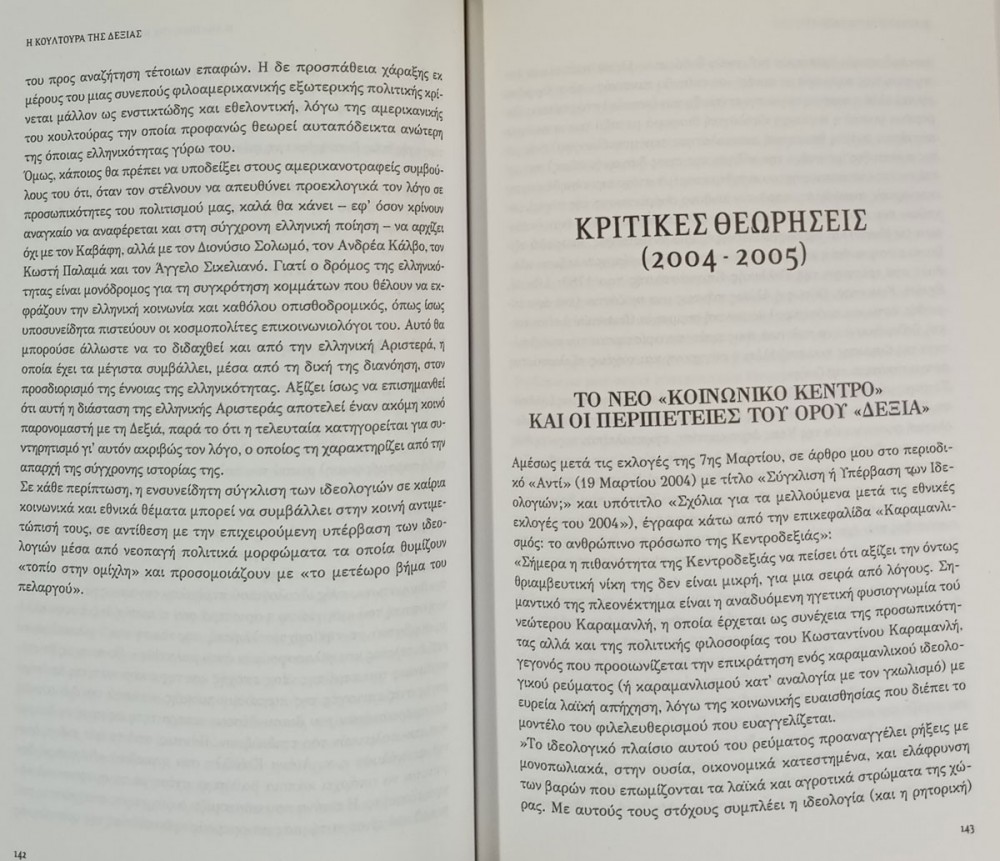 Η ΚΟΥΛΤΟΥΡΑ ΤΗΣ ΔΕΞΙΑΣ
του προς αναζήτηση τέτοιων επαφών. Η δε προσπάθεια χάραξης εκ
μέρους του μιας συνεπούς φιλοαμερικανικής εξωτερικής πολιτικής κρί-
νεται μάλλον ως ενστικτώδης και εθελοντική, λόγω της αμερικανικής
του κουλτούρας την οποία προφανώς θεωρεί αυταπόδεικτα ανώτερη
της όποιας ελληνικότητας γύρω του.
Όμως, κάποιος θα πρέπει να υποδείξει στους αμερικανοτραφείς συμβού-
λους του ότι, όταν τον στέλνουν να απευθύνει προεκλογικά τον λόγο σε
προσωπικότητες του πολιτισμού μας, καλά θα κάνει – εφ’ όσον κρίνουν
αναγκαίο να αναφέρεται και στη σύγχρονη ελληνική ποίηση – να αρχίζει
όχι με τον Καβάφη, αλλά με τον Διονύσιο Σολωμό, τον Ανδρέα Κάλβο, τον
Κωστή Παλαμά και τον Άγγελο Σικελιανό. Γιατί ο δρόμος της ελληνικό-
τητας είναι μονόδρομος για τη συγκρότηση κομμάτων που θέλουν να εκ-
φράζουν την ελληνική κοινωνία και καθόλου οπισθοδρομικός, όπως ίσως
υποσυνείδητα πιστεύουν οι κοσμοπολίτες επικοινωνιολόγοι του. Αυτό θα
μπορούσε άλλωστε να το διδαχθεί και από την ελληνική Αριστερά, η
οποία έχει τα μέγιστα συμβάλλει, μέσα από τη δική της διανόηση, στον
προσδιορισμό της έννοιας της ελληνικότητας. Αξίζει ίσως να επισημανθεί
ότι αυτή η διάσταση της ελληνικής Αριστεράς αποτελεί έναν ακόμη κοινό
παρονομαστή με τη Δεξιά, παρά το ότι η τελευταία κατηγορείται για συ-
ντηρητισμό γι’ αυτόν ακριβώς τον λόγο, ο οποίος τη χαρακτηρίζει από την
απαρχή της σύγχρονης ιστορίας της.
Σε κάθε περίπτωση, η ενσυνείδητη σύγκλιση των ιδεολογιών σε καίρια
κοινωνικά και εθνικά θέματα μπορεί να συμβάλλει στην κοινή αντιμε-
τώπισή τους, σε αντίθεση με την επιχειρούμενη υπέρβαση των ιδεο-
λογιών μέσα από νεοπαγή πολιτικά μορφώματα τα οποία θυμίζουν
«τοπίο στην ομίχλη» και προσομοιάζουν με «το μετέωρο βήμα του
πελαργού».
142
ΚΡΙΤΙΚΕΣ ΘΕΩΡΗΣΕΙΣ
(2004 - 2005)
ΤΟ ΝΕΟ «ΚΟΙΝΩΝΙΚΟ ΚΕΝΤΡΟ»
ΚΑΙ ΟΙ ΠΕΡΙΠΕΤΕΙΕΣ ΤΟΥ ΟΡΟΥ «ΔΕΞΙΑ»
Αμέσως μετά τις εκλογές της 7ης Μαρτίου, σε άρθρο μου στο περιοδι-
κό «Αντί» (19 Μαρτίου 2004) με τίτλο «Σύγκλιση ή Υπέρβαση των Ιδε-
ολογιών;» και υπότιτλο «Σχόλια για τα μελλούμενα μετά τις εθνικές
εκλογές του 2004»), έγραφα κάτω από την επικεφαλίδα «Καραμανλι-
σμός: το ανθρώπινο πρόσωπο της Κεντροδεξιάς»:
«Σήμερα η πιθανότητα της Κεντροδεξιάς να πείσει ότι αξίζει την όντως
θριαμβευτική νίκη της δεν είναι μικρή, για μια σειρά από λόγους. Ση-
μαντικό της πλεονέκτημα είναι η αναδυόμενη ηγετική φυσιογνωμία τού
νεώτερου Καραμανλή, η οποία έρχεται ως συνέχεια της προσωπικότη-
τας αλλά και της πολιτικής φιλοσοφίας του Κωσταντίνου Καραμανλή,
γεγονός που προοιωνίζεται την επικράτηση ενός καραμανλικού ιδεολο-
γικού ρεύματος (ή καραμανλισμού κατ’ αναλογία με τον γκωλισμό) με
ευρεία λαϊκή απήχηση, λόγω της κοινωνικής ευαισθησίας που διέπει το
μοντέλο του φιλελευθερισμού που ευαγγελίζεται.
»Το ιδεολογικό πλαίσιο αυτού του ρεύματος προαναγγέλει ρήξεις με
μονοπωλιακά, στην ουσία, οικονομικά κατεστημένα, και ελάφρυνση
των βαρών που επωμίζονται τα λαϊκά και αγροτικά στρώματα της χώ-
ρας. Με αυτούς τους στόχους συμπλέει η ιδεολογία (και η ρητορική)
143